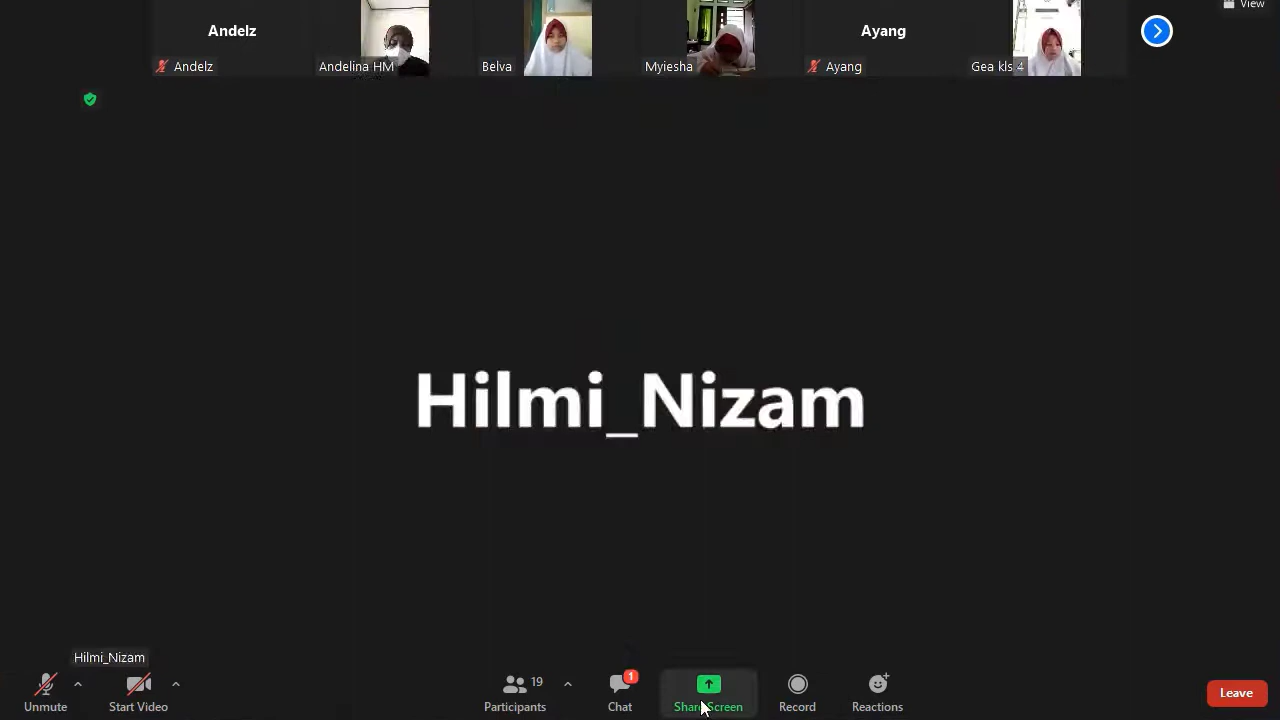 View
Andelz
Ayang
Andelz
Andelina HM
Belva
Myiesha
Ayang
Gea kls 4
Hilmi_Nizam
Hilmi_Nizam
19
1
Unmute
Start Video
Participants
Chat
Share Screen
Record
Reactions
Leave